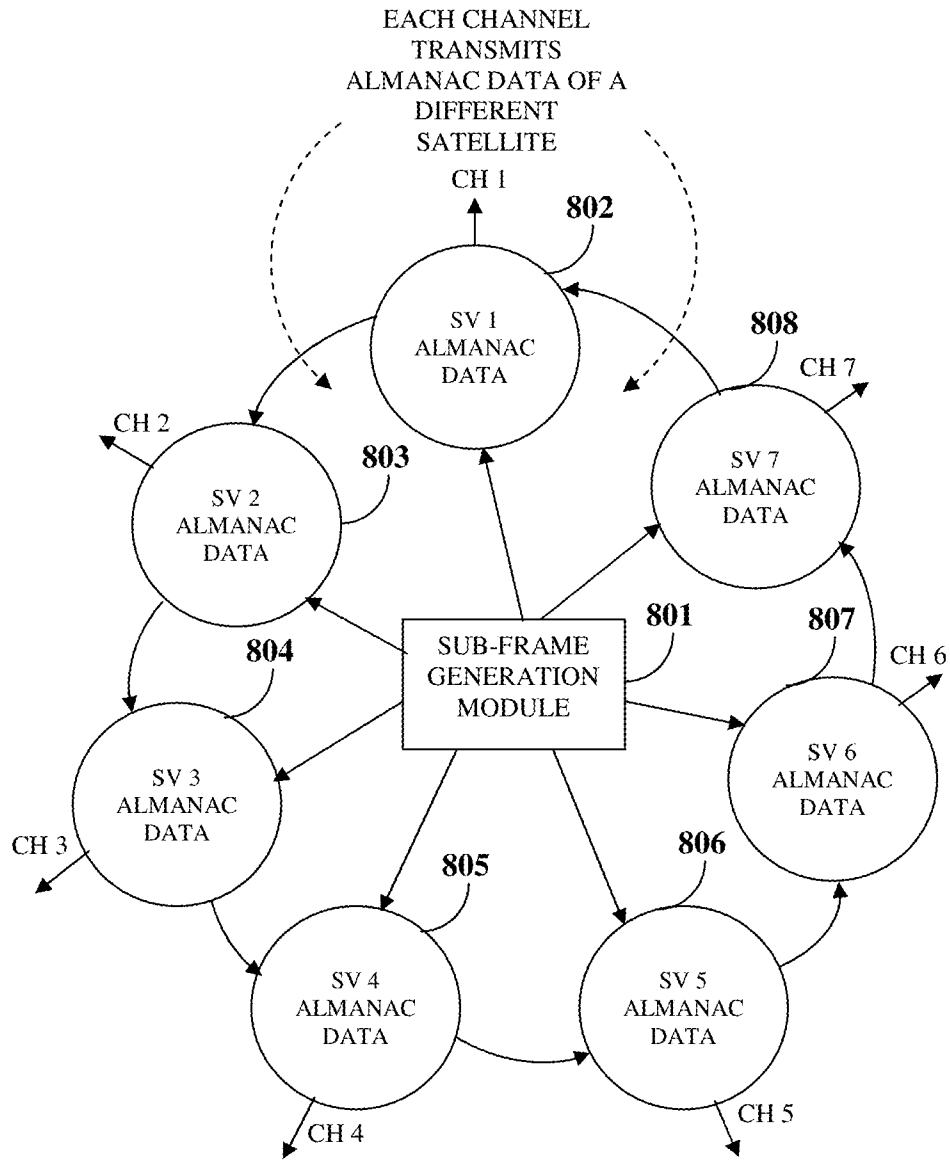 EACH CHANNEL
TRANSMITS
ALMANAC DATA OF A
DIFFERENT
SATELLITE
CH 1
802
SV 1
ALMANAC
DATA
808
CH 7
CH 2
803
SV 2
ALMANAC
DATA
SV 7
ALMANAC
DATA
801
807
SUB-FRAME
GENERATION
MODULE
804
CH 6
SV 3
ALMANAC
DATA
SV 6
ALMANAC
DATA
CH 3
805
806
SV 4
ALMANAC
DATA
SV 5
ALMANAC
DATA
CH 4
CH 5